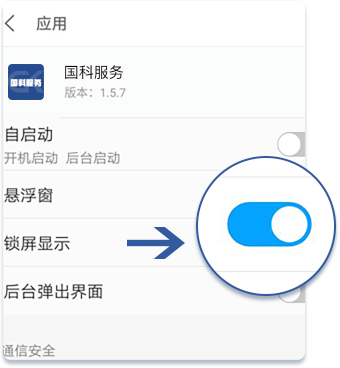 应用
国科服务
国科服务
版本：1.5.7
自启动
开机启动 后台启动
悬浮窗
锁屏显示
后台弹出界面
通信安全